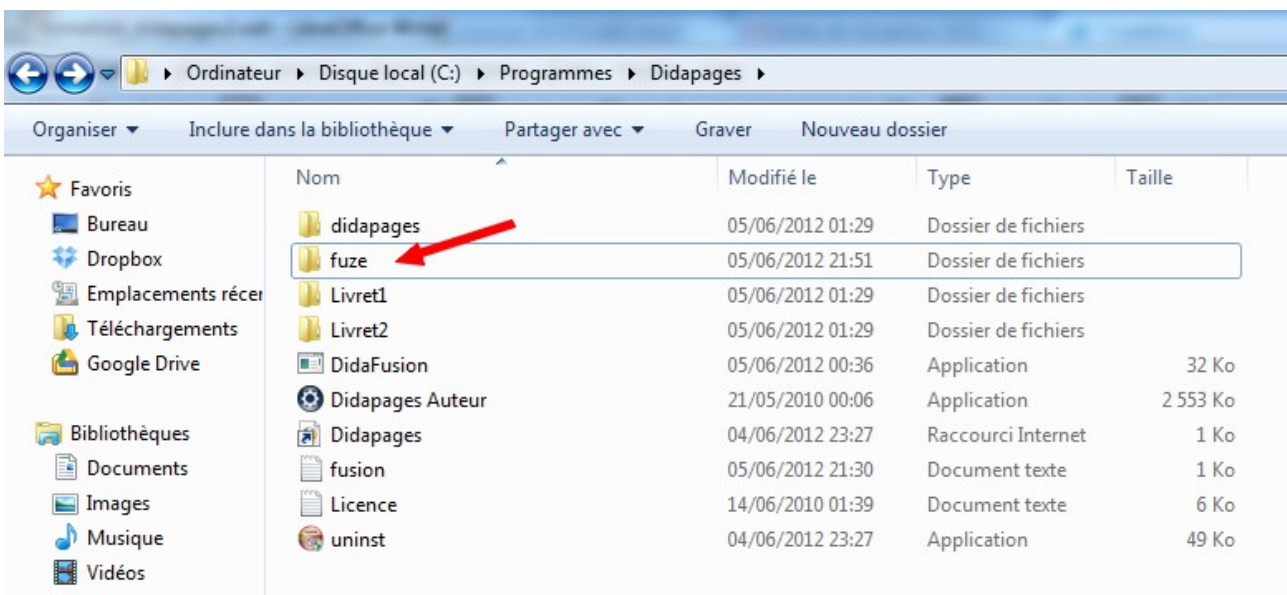 Ordinateur ▸ Disque local (C:) ▸ Programmes ▸ Didapages ▸
Organiser ▾ Inclure dans la bibliothèque ▾ Partager avec ▾ Graver Nouveau dossier
Nom Modifié le Type Taille
Favoris
Bureau
Dropbox
Emplacements récer
Téléchargements
Google Drive
Bibliothèques
Documents
Images
Musique
Vidéos
didapages 05/06/2012 01:29 Dossier de fichiers
fuze 05/06/2012 21:51 Dossier de fichiers
Livret1 05/06/2012 01:29 Dossier de fichiers
Livret2 05/06/2012 01:29 Dossier de fichiers
DidaFusion 05/06/2012 00:36 Application 32 Ko
Didapages Auteur 21/05/2010 00:06 Application 2 553 Ko
Didapages 04/06/2012 23:27 Raccourci Internet 1 Ko
fusion 05/06/2012 21:30 Document texte 1 Ko
Licence 14/06/2010 01:39 Document texte 6 Ko
uninst 04/06/2012 23:27 Application 49 Ko